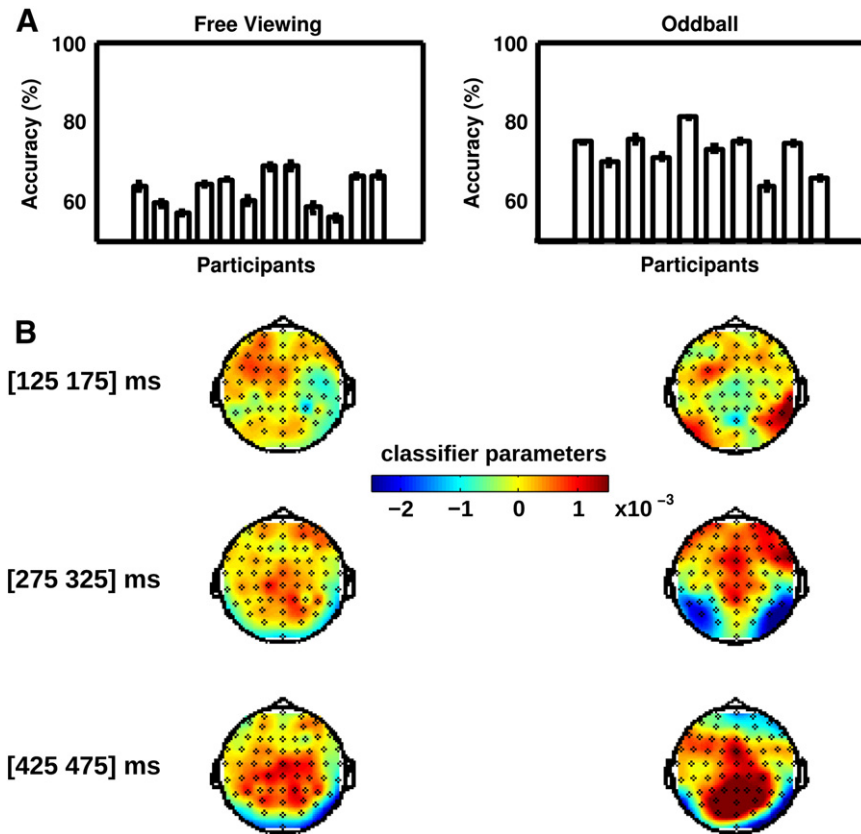 A
Free Viewing
Oddball
100
80
60
Accuracy (%)
Participants
100
80
60
Accuracy (%)
Participants
B
[125 175] ms
classifier parameters
−2 −1 0 1 x10⁻³
[275 325] ms
[425 475] ms